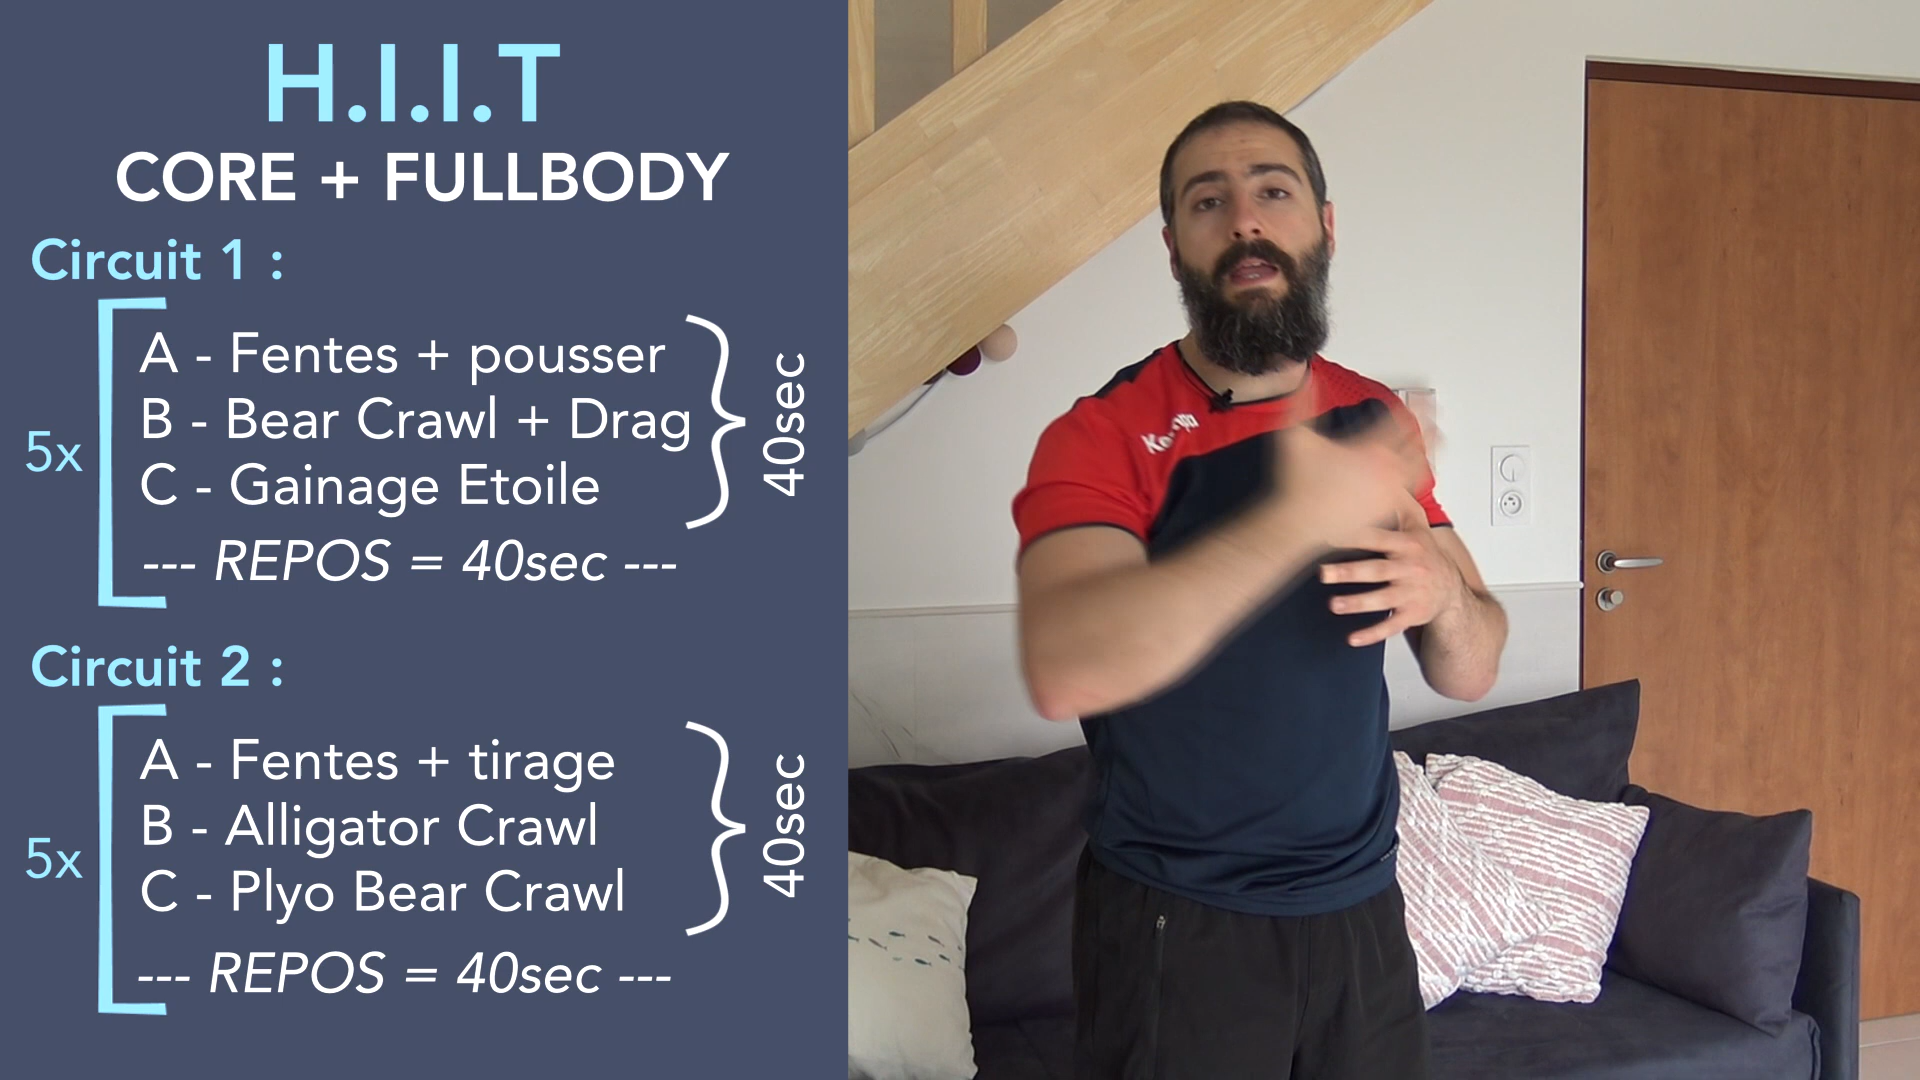 H.I.I.T
CORE + FULLBODY
Circuit 1 :
5x
A - Fentes + pousser
B - Bear Crawl + Drag
C - Gainage Etoile
40sec
--- REPOS = 40sec ---
Circuit 2 :
5x
A - Fentes + tirage
B - Alligator Crawl
C - Plyo Bear Crawl
40sec
--- REPOS = 40sec ---